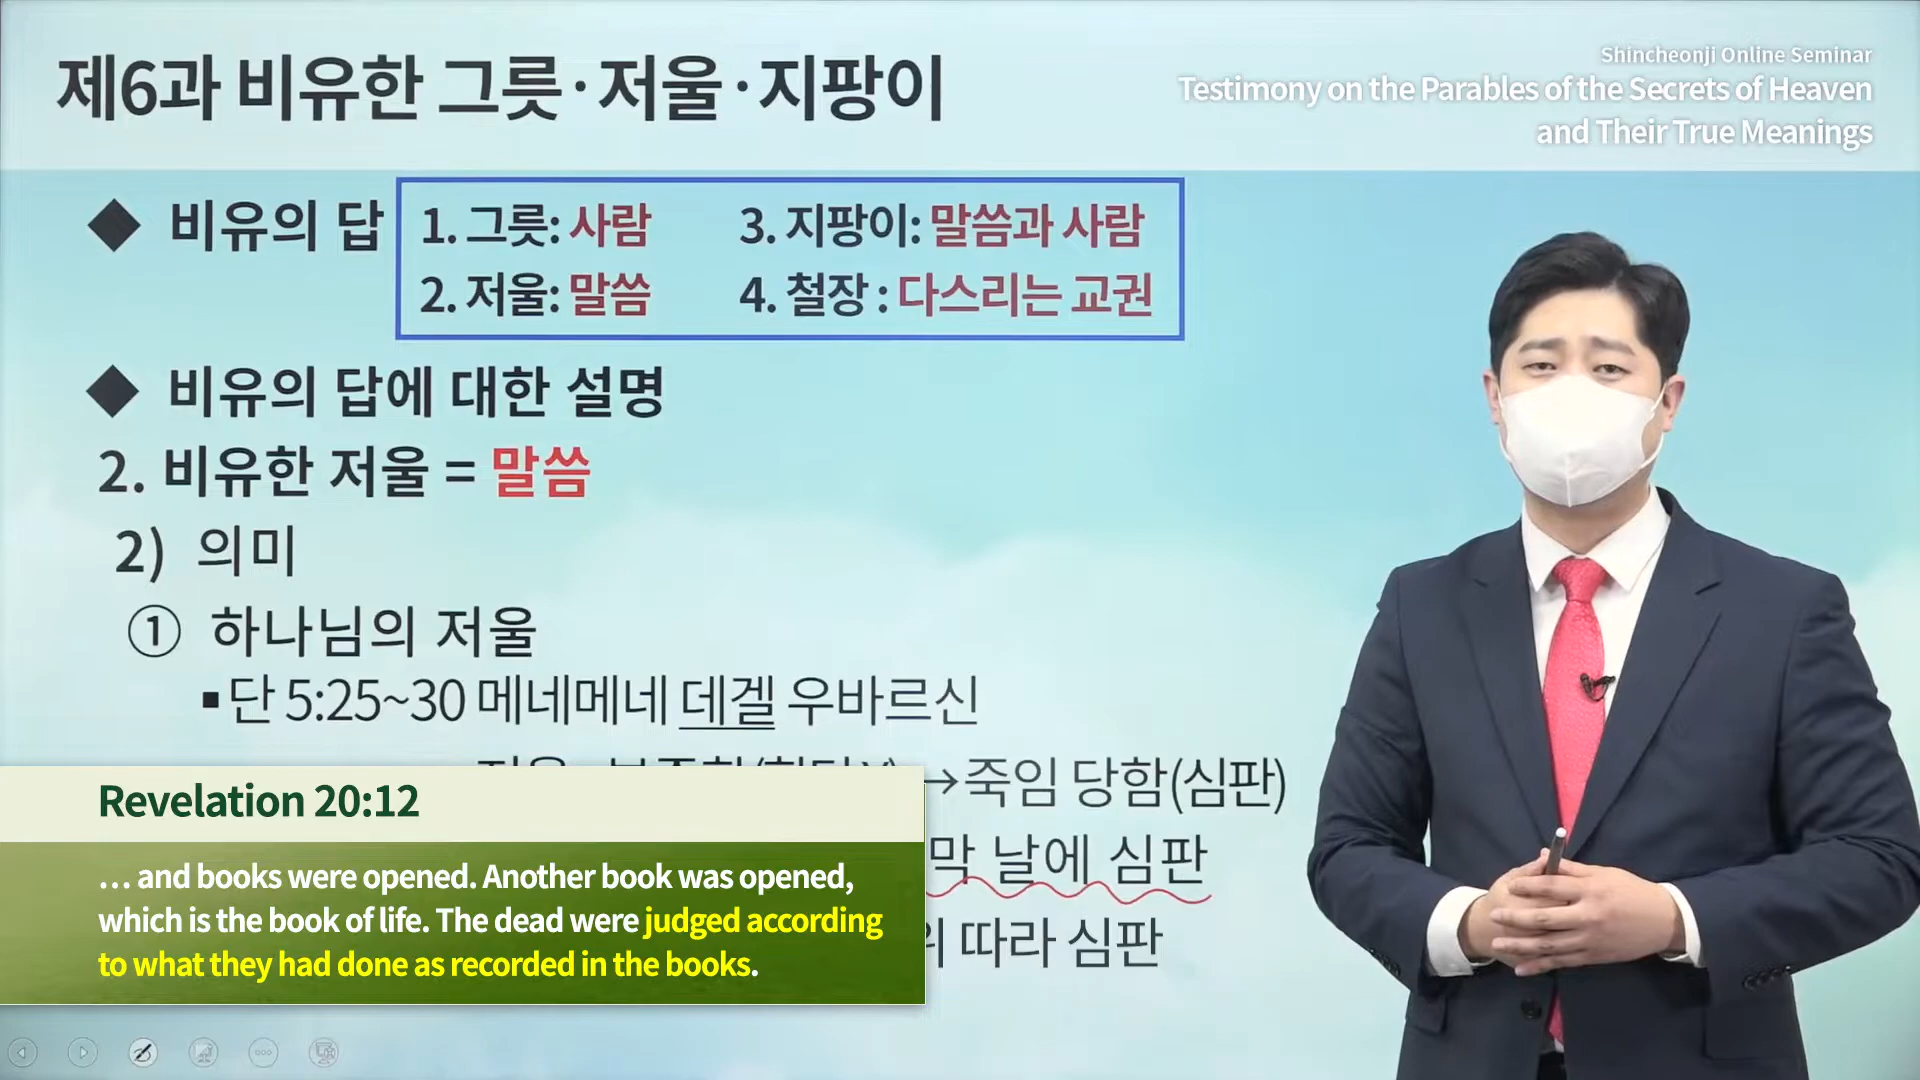 제6과 비유한 그릇·저울·지팡이
Shincheonji Online Seminar
Testimony on the Parables of the Secrets of Heaven
and Their True Meanings
◆ 비유의 답
1. 그릇: 사람 3. 지팡이: 말씀과 사람
2. 저울: 말씀 4. 철장 : 다스리는 교권
◆ 비유의 답에 대한 설명
2. 비유한 저울 = 말씀
2) 의미
① 하나님의 저울
▪단 5:25~30 메네메네 데겔 우바르신
→죽임 당함(심판)
막 날에 심판
따라 심판
Revelation 20:12
… and books were opened. Another book was opened,
which is the book of life. The dead were judged according
to what they had done as recorded in the books.